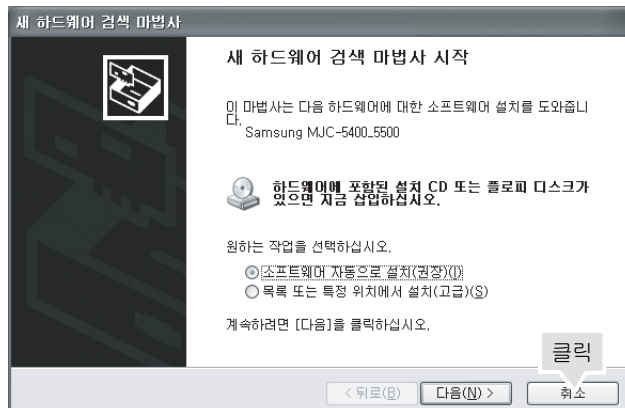 새 하드웨어 검색 마법사
새 하드웨어 검색 마법사 시작
이 마법사는 다음 하드웨어에 대한 소프트웨어 설치를 도와줍니
다.
Samsung MJC-5400_5500
하드웨어에 포함된 설치 CD 또는 플로피 디스크가
있으면 지금 삽입하십시오.
원하는 작업을 선택하십시오.
소프트웨어 자동으로 설치(권장)(I)
목록 또는 특정 위치에서 설치(고급)(S)
계속하려면 [다음]을 클릭하십시오.
클릭
< 뒤로(B) 다음(N) > 취소